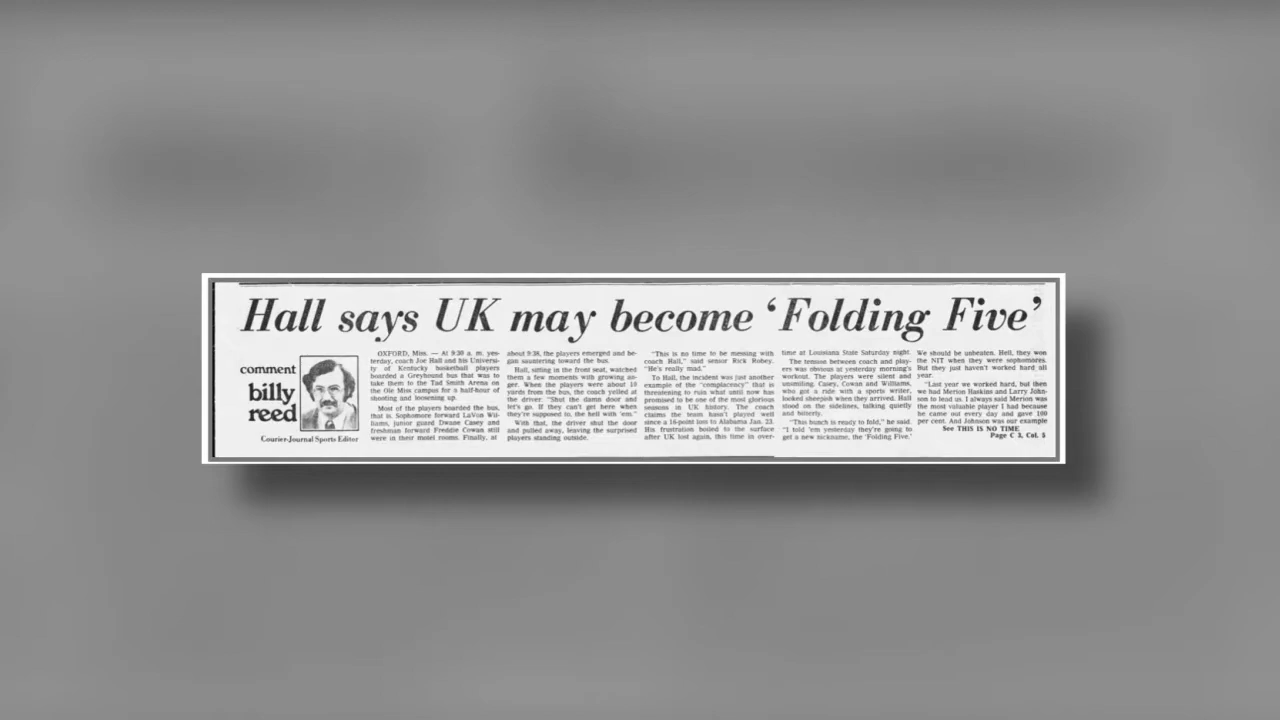 Hall says UK may become ‘Folding Five’
comment
billy
reed
Courier-Journal Sports Editor
OXFORD, Miss. — At 9:30 a. m. yes-
terday, coach Joe Hall and his Universi-
ty of Kentucky basketball players
boarded a Greyhound bus that was to
take them to the Tad Smith Arena on
the Ole Miss campus for a half-hour of
shooting and loosening up.
Most of the players boarded the bus,
that is. Sophomore forward LaVon Wil-
liams, junior guard Dwane Casey and
freshman forward Freddie Cowan still
were in their motel rooms. Finally, at
about 9:38, the players emerged and be-
gan sauntering toward the bus.
Hall, sitting in the front seat, watched
them a few moments with growing an-
ger. When the players were about 10
yards from the bus, the coach yelled at
the driver. "Shut the damn door and
let's go. If they can't get here when
they're supposed to, the hell with 'em."
With that, the driver shut the door
and pulled away, leaving the surprised
players standing outside.
"This is no time to be messing with
coach Hall," said senior Rick Robey.
"He's really mad."
To Hall, the incident was just another
example of the "complacency" that is
threatening to ruin what until now has
promised to be one of the most glorious
seasons in UK history. The coach
claims the team hasn't played well
since a 16-point loss to Alabama Jan. 23.
His frustration boiled to the surface
after UK lost again, this time in over-
time at Louisiana State Saturday night.
The tension between coach and play-
ers was obvious at yesterday morning's
workout. The players were silent and
unsmiling. Casey, Cowan and Williams,
who got a ride with a sports writer,
looked sheepish when they arrived. Hall
stood on the sidelines, talking quietly
and bitterly.
"This bunch is ready to fold," he said.
"I told 'em yesterday they're going to
get a new nickname, the 'Folding Five.'
We should be unbeaten. Hell, they won
the NIT when they were sophomores.
But they just haven't worked hard all
year.
"Last year we worked hard, but then
we had Merion Haskins and Larry John-
son to lead us. I always said Merion was
the most valuable player I had because
he came out every day and gave 100
per cent. And Johnson was our example
See THIS IS NO TIME
Page C 3, Col. 5